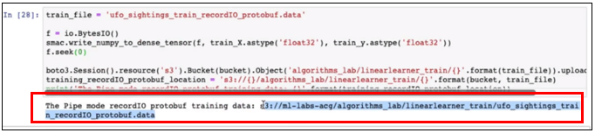 In [28]: train_file = 'ufo_sightings_train_recordIO_protobuf.data'
f = io.BytesIO()
smac.write_numpy_to_dense_tensor(f, train_X.astype('float32'), train_y.astype('float32'))
f.seek(0)
boto3.Session().resource('s3').Bucket(bucket).Object('algorithms_lab/linearlearner_train/{}'.format(train_file)).upload
training_recordIO_protobuf_location = 's3://{}/algorithms_lab/linearlearner_train/{}'.format(bucket, train_file)
print('The Pipe mode recordIO protobuf training data: {}'.format(training_recordIO_protobuf_location))
The Pipe mode recordIO protobuf training data: s3://ml-labs-acg/algorithms_lab/linearlearner_train/ufo_sightings_trai
n_recordIO_protobuf.data